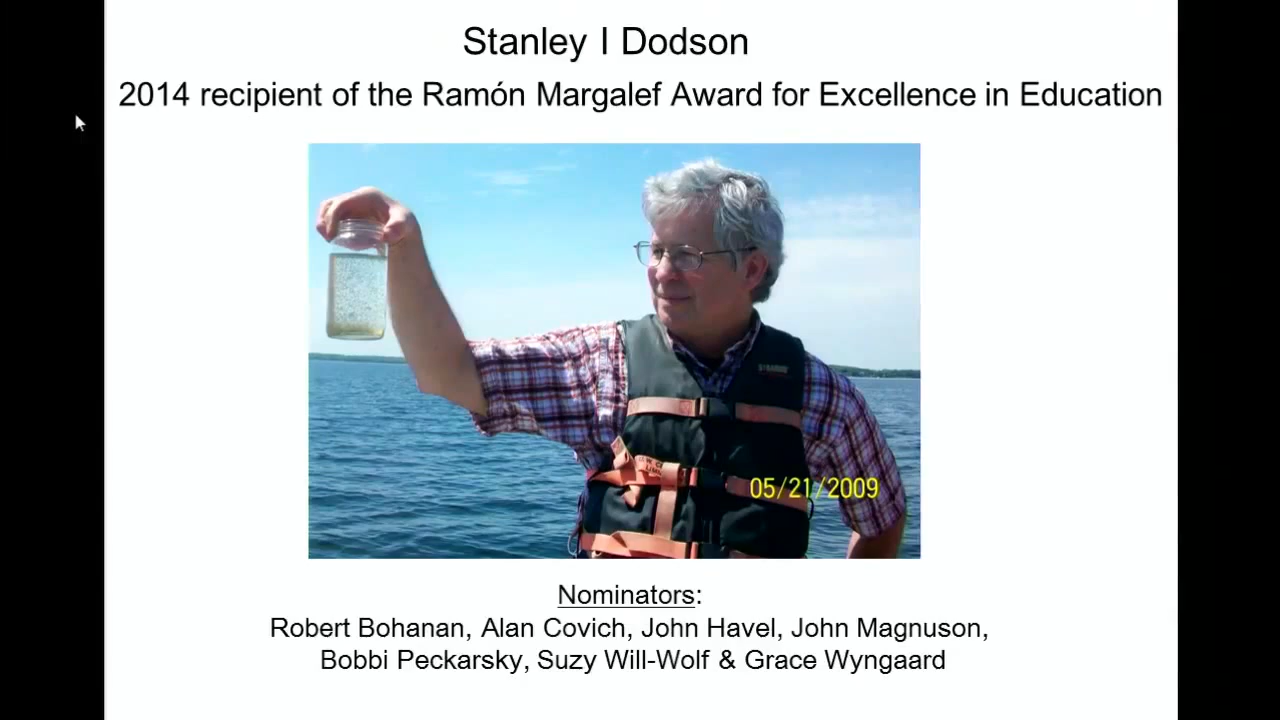 Stanley I Dodson
2014 recipient of the Ramón Margalef Award for Excellence in Education
05/21/2009
Nominators:
Robert Bohanan, Alan Covich, John Havel, John Magnuson,
Bobbi Peckarsky, Suzy Will-Wolf & Grace Wyngaard